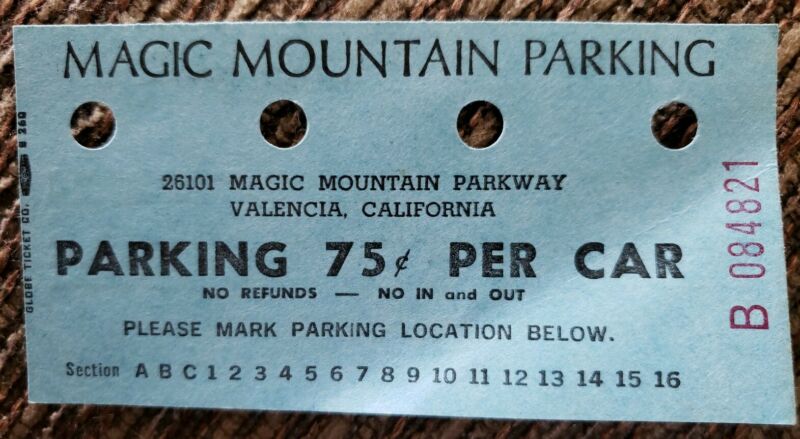 MAGIC MOUNTAIN PARKING
26101 MAGIC MOUNTAIN PARKWAY
VALENCIA, CALIFORNIA
PARKING 75¢ PER CAR
NO REFUNDS — NO IN and OUT
PLEASE MARK PARKING LOCATION BELOW.
Section A B C 1 2 3 4 5 6 7 8 9 10 11 12 13 14 15 16
B 084821
GLOBE TICKET CO.